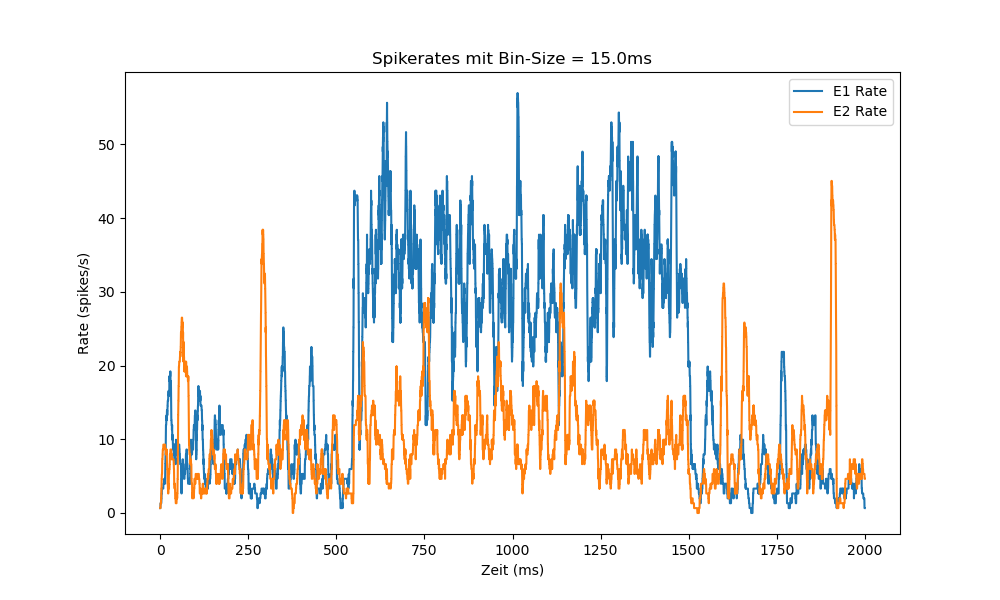 Spikerates mit Bin-Size = 15.0ms
E1 Rate
E2 Rate
Rate (spikes/s)
50
40
30
20
10
0
0 250 500 750 1000 1250 1500 1750 2000
Zeit (ms)